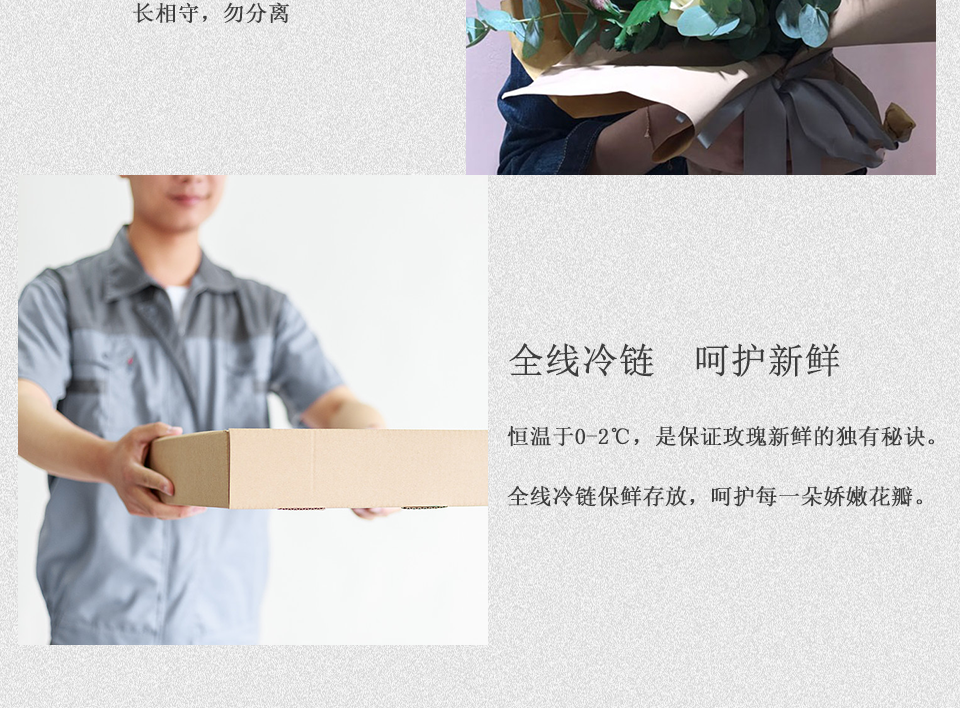 长相守，勿分离
全线冷链　呵护新鲜
恒温于0-2℃，是保证玫瑰新鲜的独有秘诀。
全线冷链保鲜存放，呵护每一朵娇嫩花瓣。